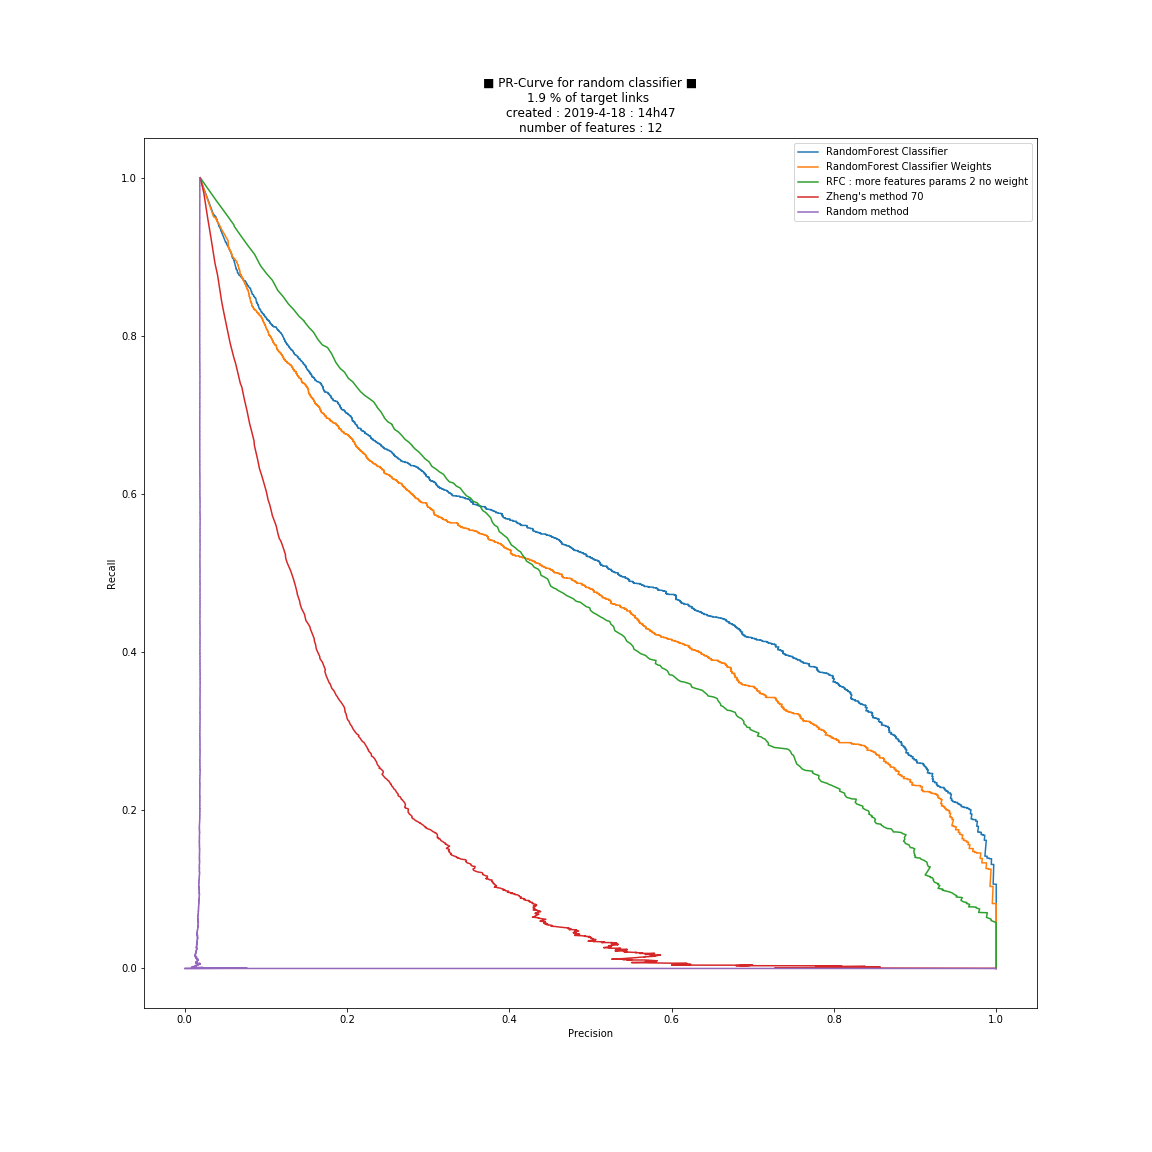 ■ PR-Curve for random classifier ■
1.9 % of target links
created : 2019-4-18 : 14h47
number of features : 12
RandomForest Classifier
RandomForest Classifier Weights
RFC : more features params 2 no weight
Zheng's method 70
Random method
1.0
0.8
0.6
0.4
0.2
0.0
Recall
0.0 0.2 0.4 0.6 0.8 1.0
Precision